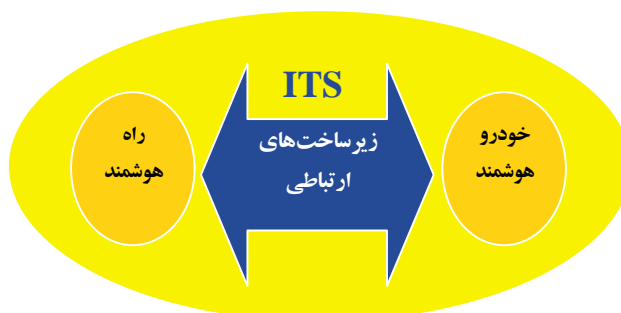 ITS
خودرو
هوشمند
زیرساخت‌های
ارتباطی
راه
هوشمند